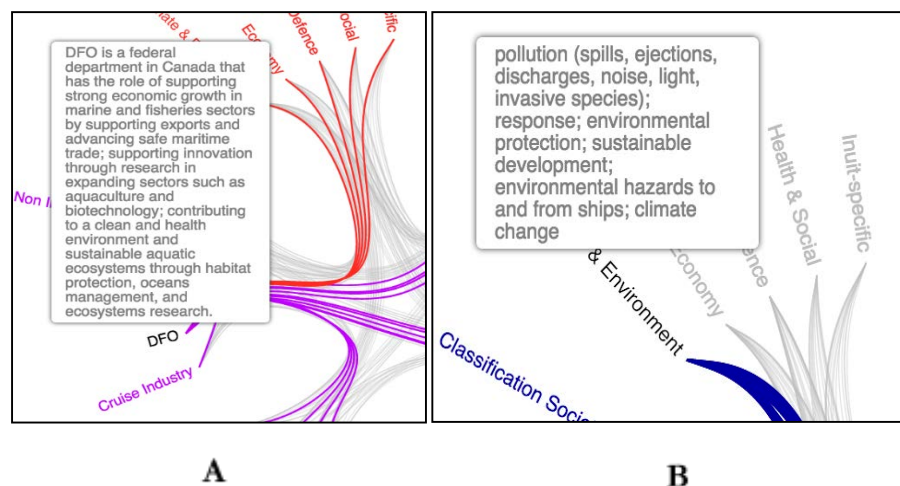 DFO is a federal
department in Canada that
has the role of supporting
strong economic growth in
marine and fisheries sectors
by supporting exports and
advancing safe maritime
trade; supporting innovation
through research in
expanding sectors such as
aquaculture and
biotechnology; contributing
to a clean and health
environment and
sustainable aquatic
ecosystems through habitat
protection, oceans
management, and
ecosystems research.
DFO
Cruise Industry
Non
pollution (spills, ejections,
discharges, noise, light,
invasive species);
response; environmental
protection; sustainable
development;
environmental hazards to
and from ships; climate
change
& Environment
Economy
Health & Social
Inuit-specific
Classification
A
B